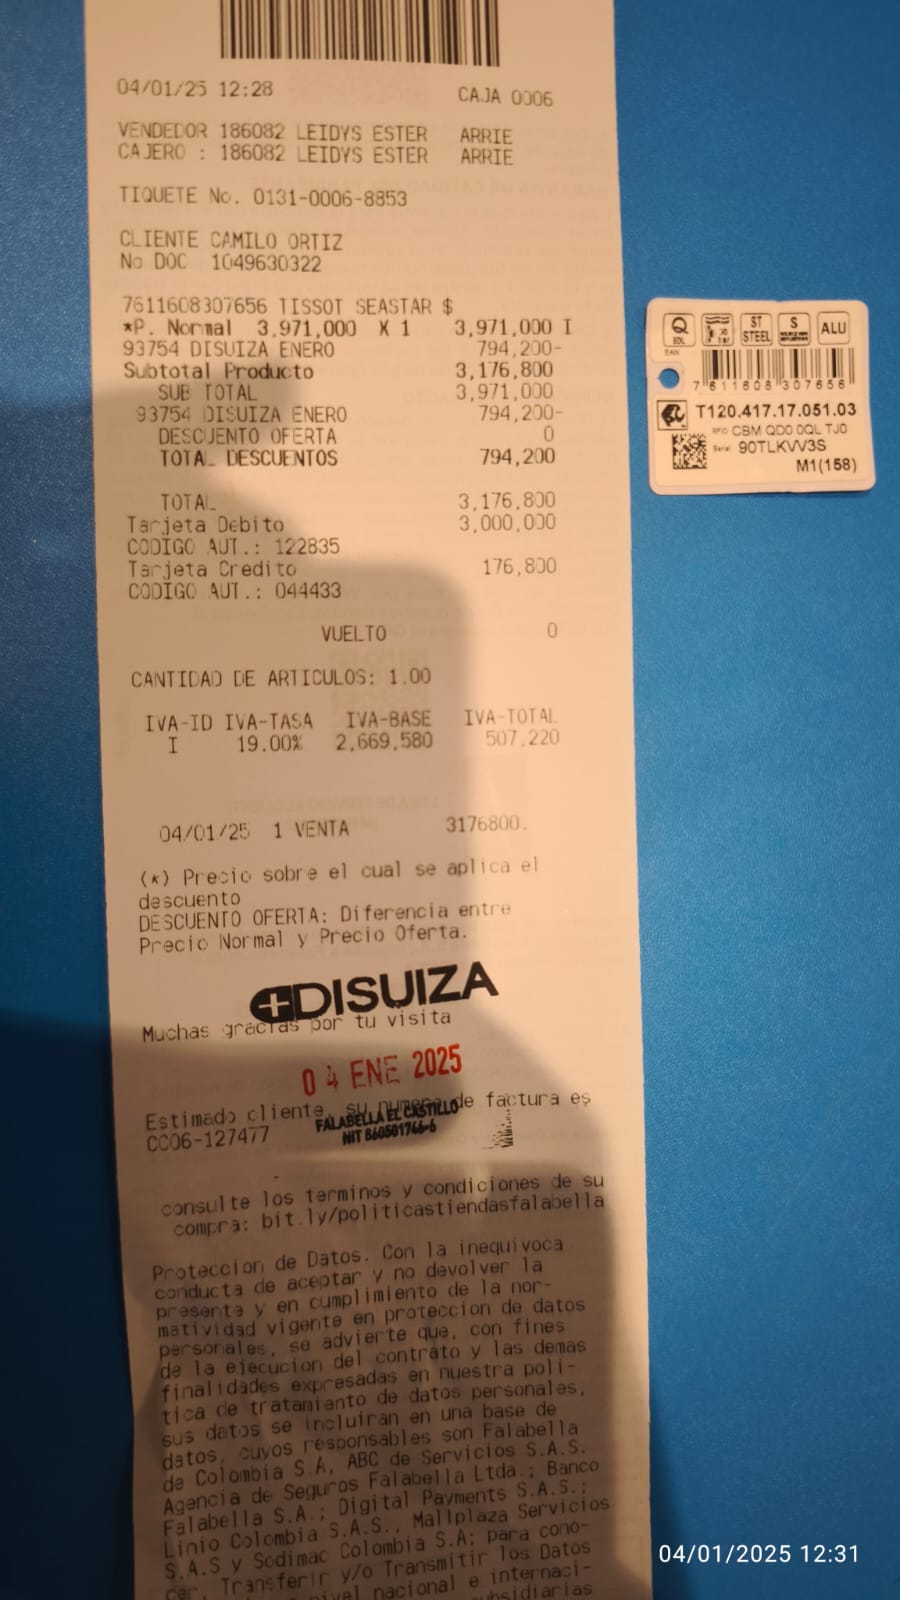 04/01/25 12:28 CAJA 0006
VENDEDOR 186082 LEIDYS ESTER ARRIE
CAJERO : 186082 LEIDYS ESTER ARRIE
TIQUETE No. 0131-0006-8853
CLIENTE CAMILO ORTIZ
No DOC 1049630322
7611608307656 TISSOT SEASTAR $
*P. Normal 3,971,000 X 1 3,971,000 I
93754 DISUIZA ENERO 794,200-
Subtotal Producto 3,176,800
SUB TOTAL 3,971,000
93754 DISUIZA ENERO 794,200-
DESCUENTO OFERTA 0
TOTAL DESCUENTOS 794,200
TOTAL 3,176,800
Tarjeta Debito 3,000,000
CODIGO AUT.: 122835
Tarjeta Credito 176,800
CODIGO AUT.: 044433
VUELTO 0
CANTIDAD DE ARTICULOS: 1.00
IVA-ID IVA-TASA IVA-BASE IVA-TOTAL
I 19.00% 2,669,580 507,220
04/01/25 1 VENTA 3176800.
(*) Precio sobre el cual se aplica el
descuento
DESCUENTO OFERTA: Diferencia entre
Precio Normal y Precio Oferta.
DISUIZA
Muchas gracias por tu visita
04 ENE 2025
Estimado cliente, su numero de factura es
FALABELLA EL CASTILLO
CC06-127477
NIT 860501766-6
consulte los terminos y condiciones de su
compra: bit.ly/politicastiendasfalabella
Proteccion de Datos. Con la inequivoca
conducta de aceptar y no devolver la
presente y en cumplimiento de la nor-
matividad vigente en proteccion de datos
personales, se advierte que, con fines
de la ejecucion del contrato y las demas
finalidades expresadas en nuestra poli-
tica de tratamiento de datos personales,
sus datos se incluiran en una base de
datos, cuyos responsables son Falabella
de Colombia S.A, ABC de Servicios S.A.S.
Agencia de Seguros Falabella Ltda.; Banco
Falabella S.A.; Digital Payments S.A.S.;
Linio Colombia S.A.S., Mallplaza Servicios
S.A.S y Sodimac Colombia S.A; para cono-
cer, Transferir y/o Transmitir los Datos
nivel nacional e internaci-
subsidiarias
Q
EOL
ST
STEEL
S
ALU
EAN
7 611608 307656
T120.417.17.051.03
RFID CBM QD0 0QL TJ0
Serial 90TLKVV3S
M1(158)
04/01/2025 12:31